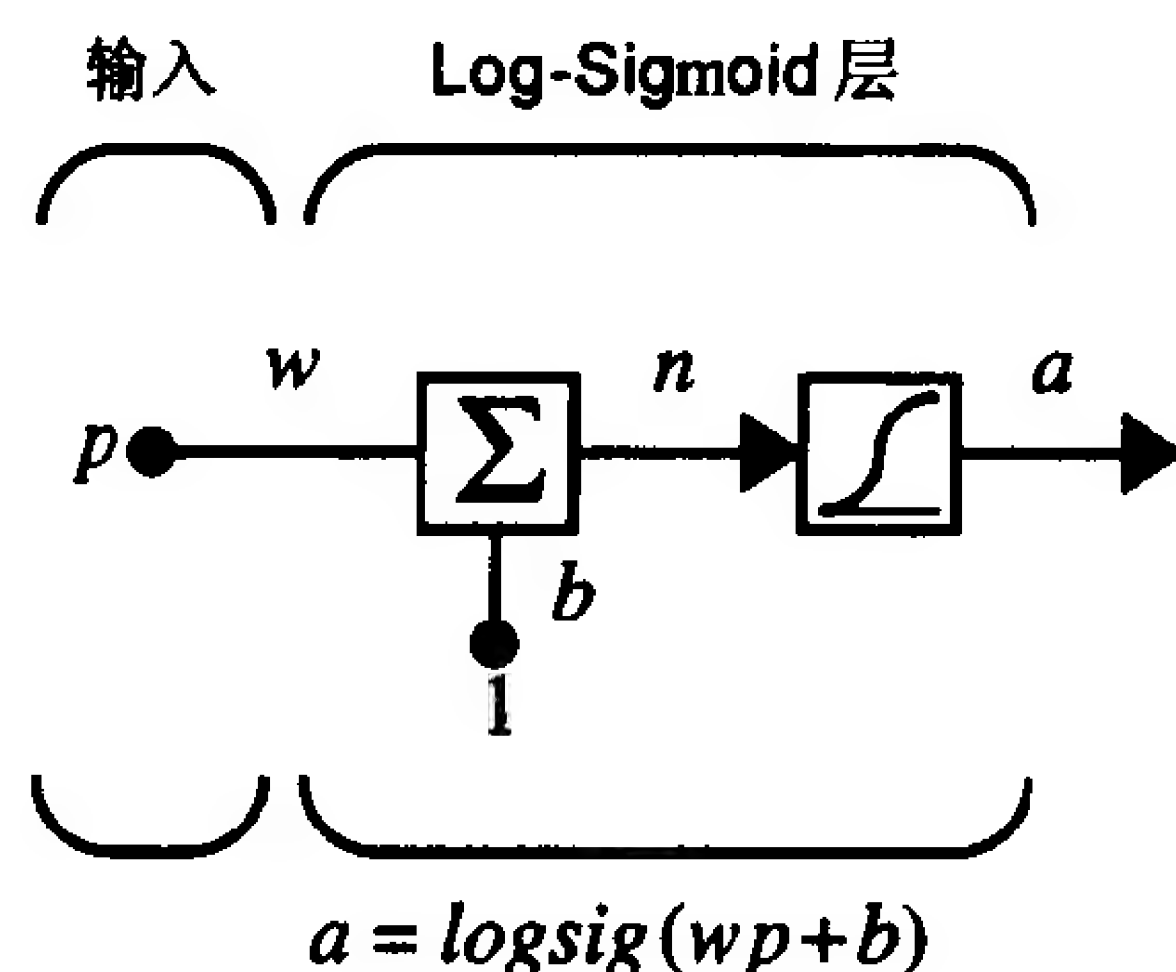 输入 Log-Sigmoid 层
w n a
p Σ
b
1
a = logsig(wp+b)